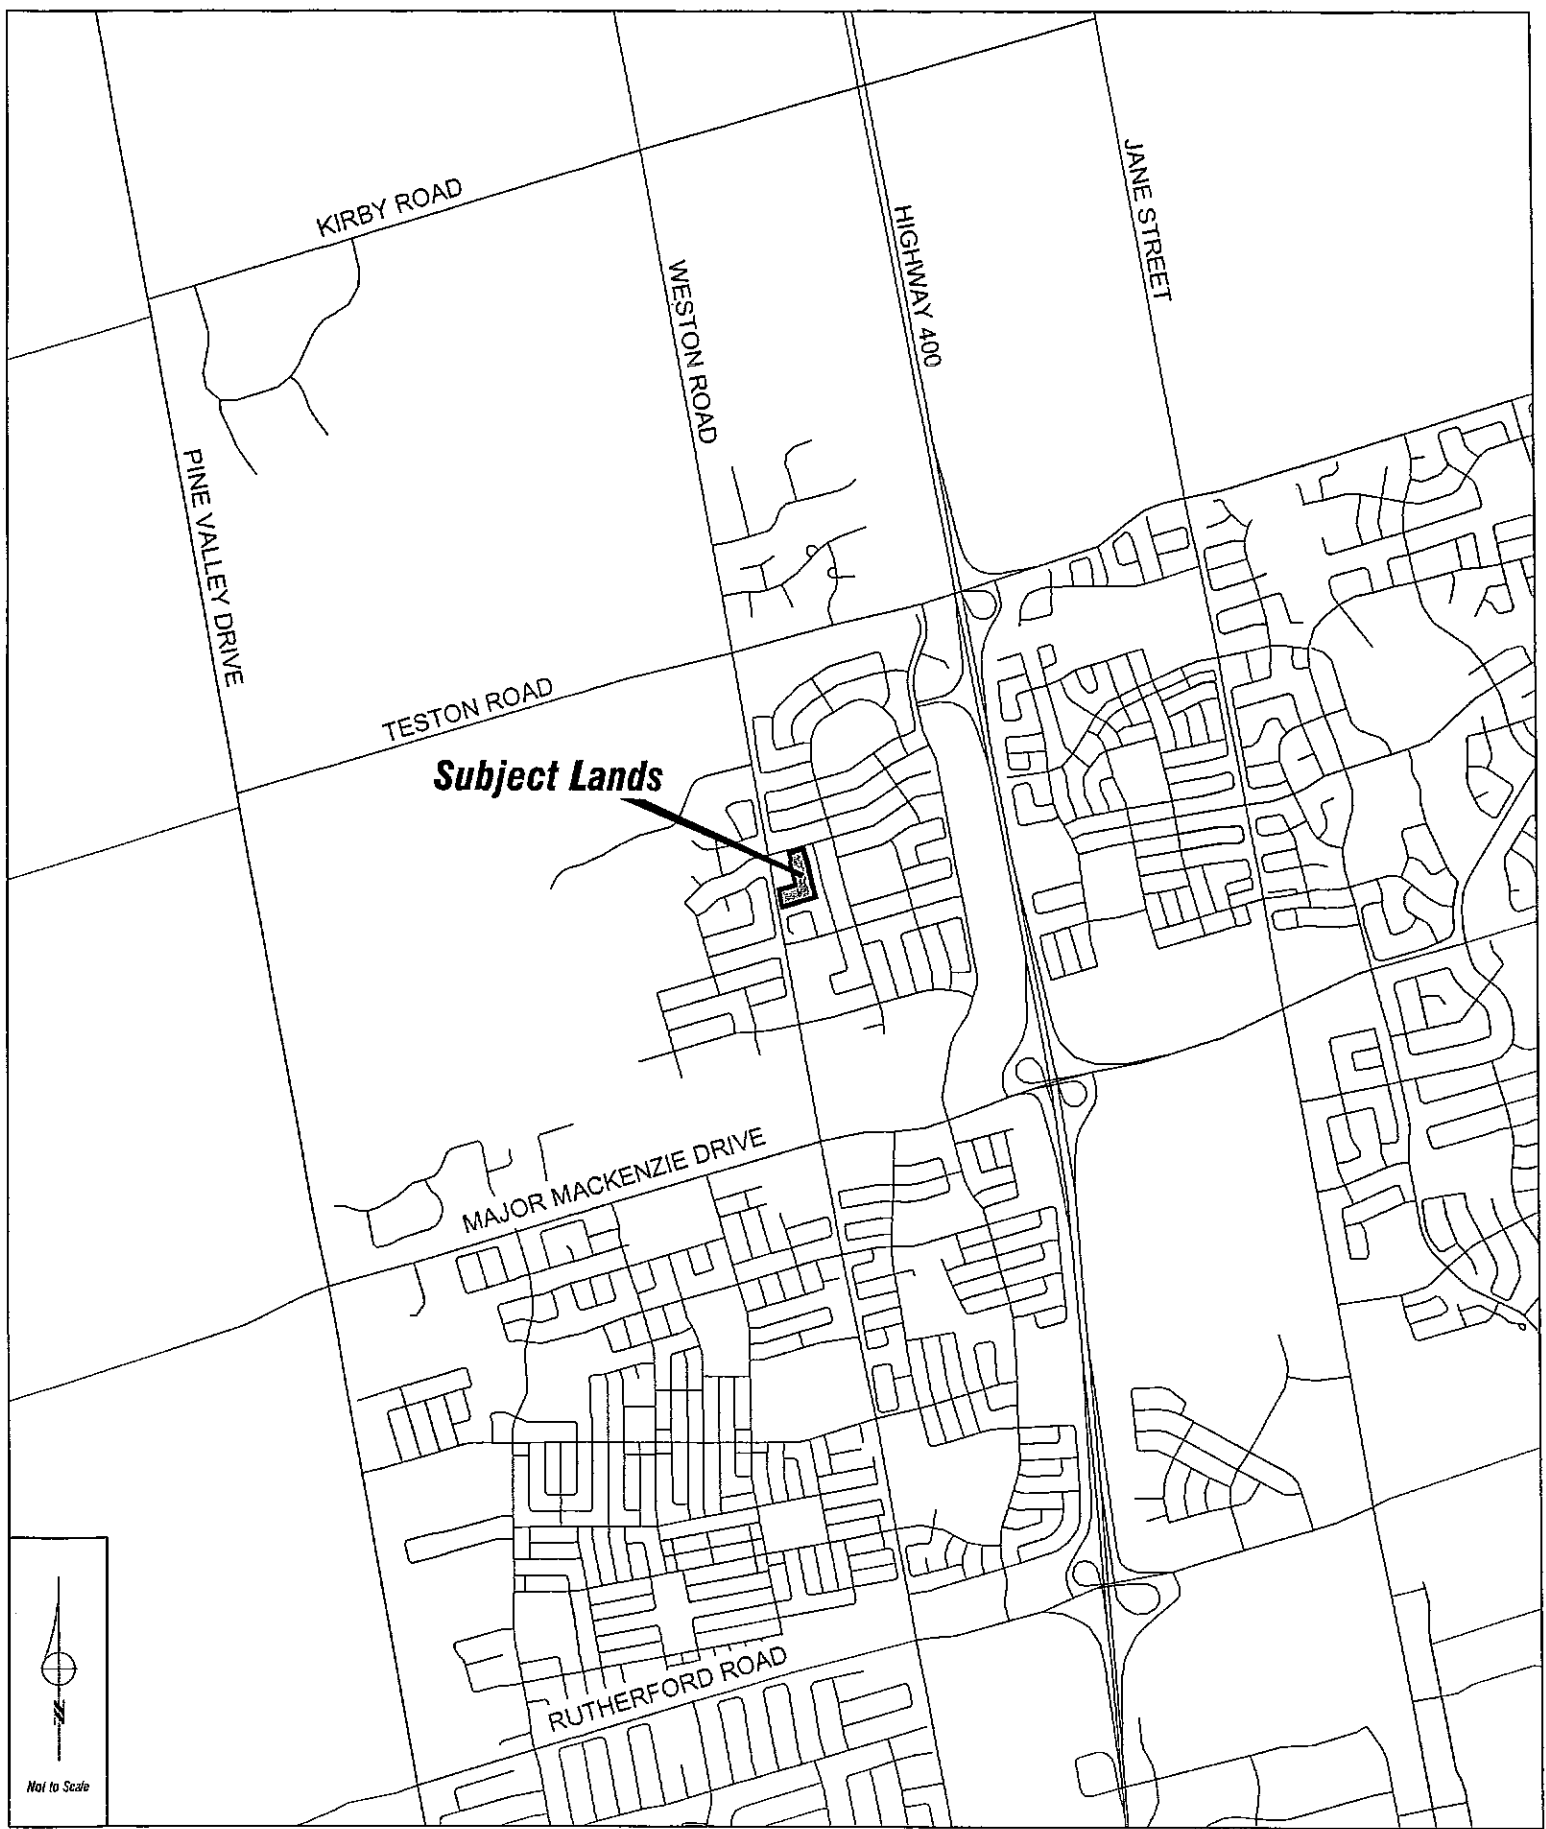 KIRBY ROAD
JANE STREET
HIGHWAY 400
WESTON ROAD
PINE VALLEY DRIVE
TESTON ROAD
Subject Lands
MAJOR MACKENZIE DRIVE
RUTHERFORD ROAD
N
Not to Scale